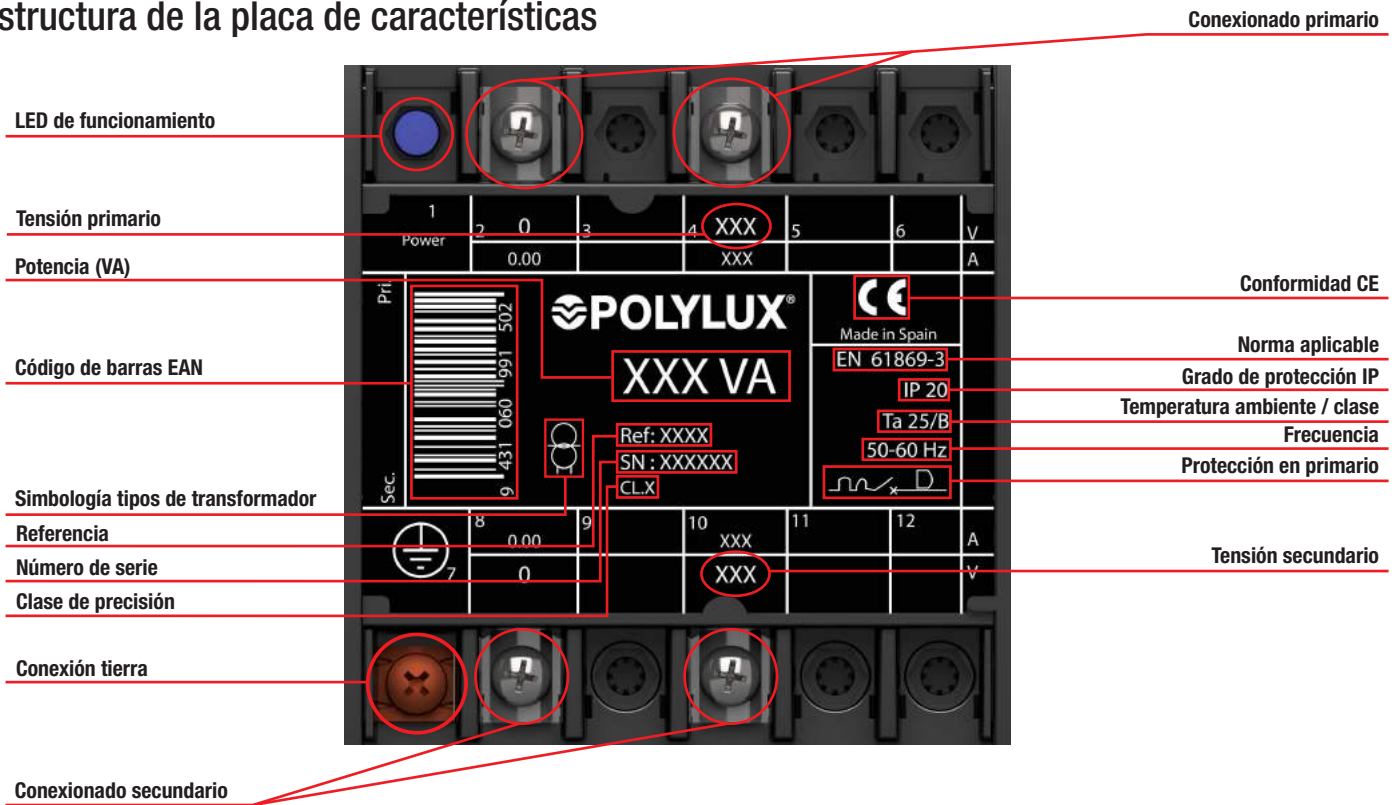 structura de la placa de características
Conexionado primario
LED de funcionamiento
Tensión primario
Potencia (VA)
Código de barras EAN
Simbología tipos de transformador
Referencia
Número de serie
Clase de precisión
Conexión tierra
Conexionado secundario
1
Power
2 0 3 4 XXX 5 6 V
0.00 XXX A
Pri.
Sec.
9 431 060 991 502
POLYLUX®
XXX VA
Ref: XXXX
SN : XXXXXX
CL.X
CE
Made in Spain
EN 61869-3
IP 20
Ta 25/B
50-60 Hz
D
8 9 10 11 12
0.00 XXX A
7 0 XXX V
Conformidad CE
Norma aplicable
Grado de protección IP
Temperatura ambiente / clase
Frecuencia
Protección en primario
Tensión secundario